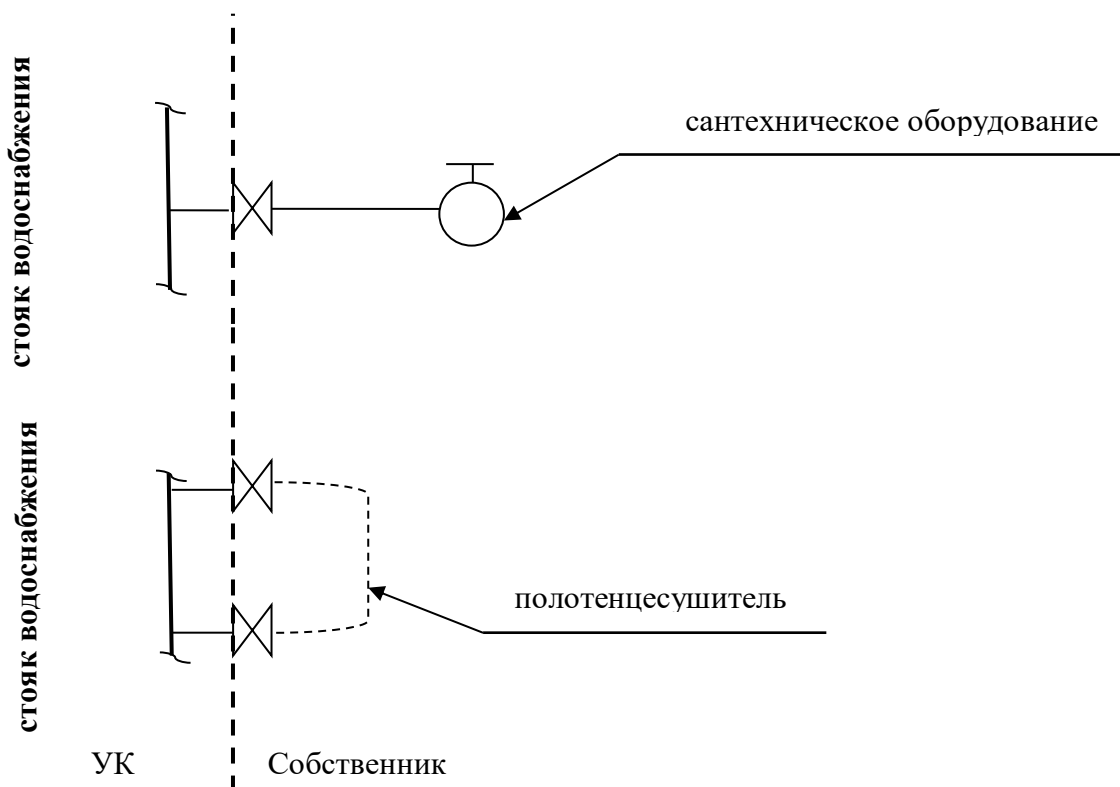 стояк водоснабжения
сантехническое оборудование
стояк водоснабжения
полотенцесушитель
УК
Собственник